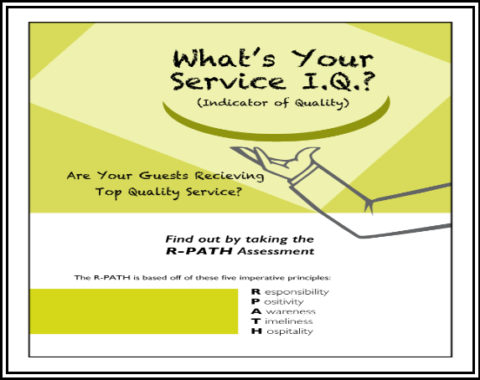 What's Your
Service I.Q.?
(Indicator of Quality)
Are Your Guests Recieving
Top Quality Service?
Find out by taking the
R-PATH Assessment
The R-PATH is based off of these five imperative principles:
R esponsibility
P ositivity
A wareness
T imeliness
H ospitality